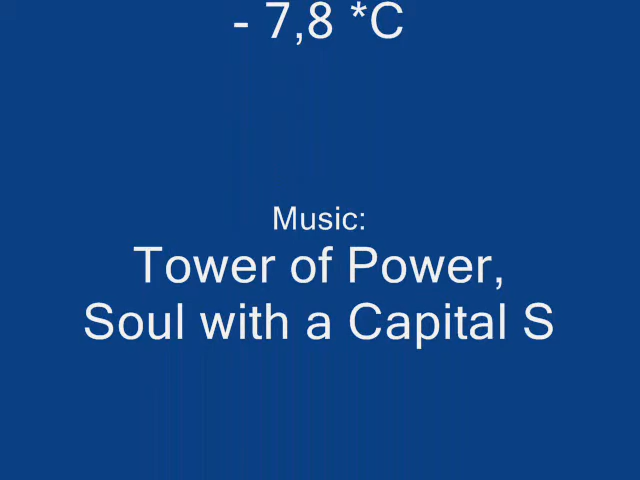 - 7,8 *C
Music:
Tower of Power,
Soul with a Capital S